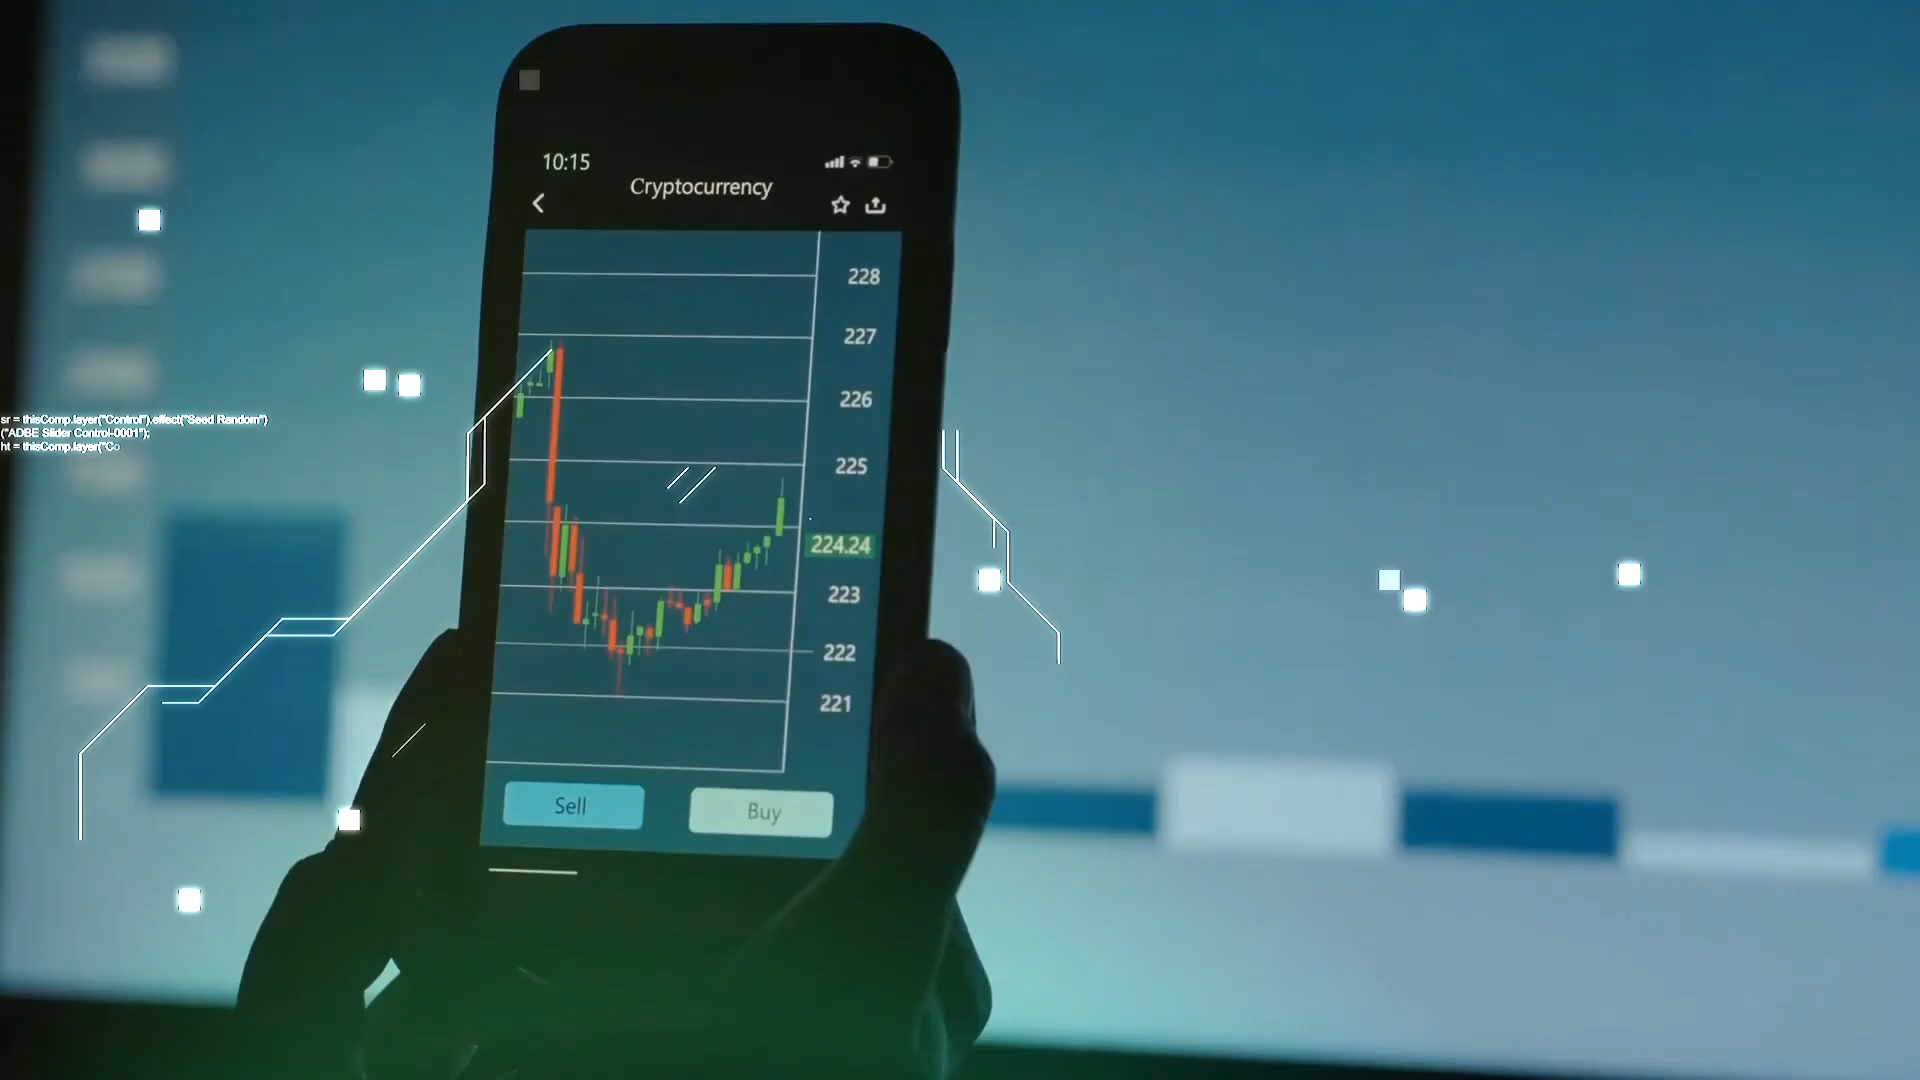 10:15
Cryptocurrency
228
227
226
225
224.24
223
222
221
Sell
Buy
sr = thisComp.layer("Control").effect("Seed Random")
("ADBE Slider Control-0001");
ht = thisComp.layer("Co